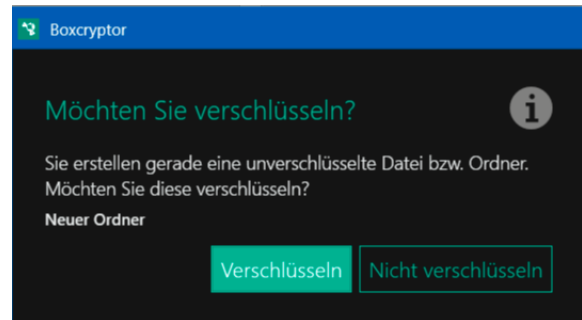 Boxcryptor
Möchten Sie verschlüsseln?
Sie erstellen gerade eine unverschlüsselte Datei bzw. Ordner.
Möchten Sie diese verschlüsseln?
Neuer Ordner
Verschlüsseln Nicht verschlüsseln